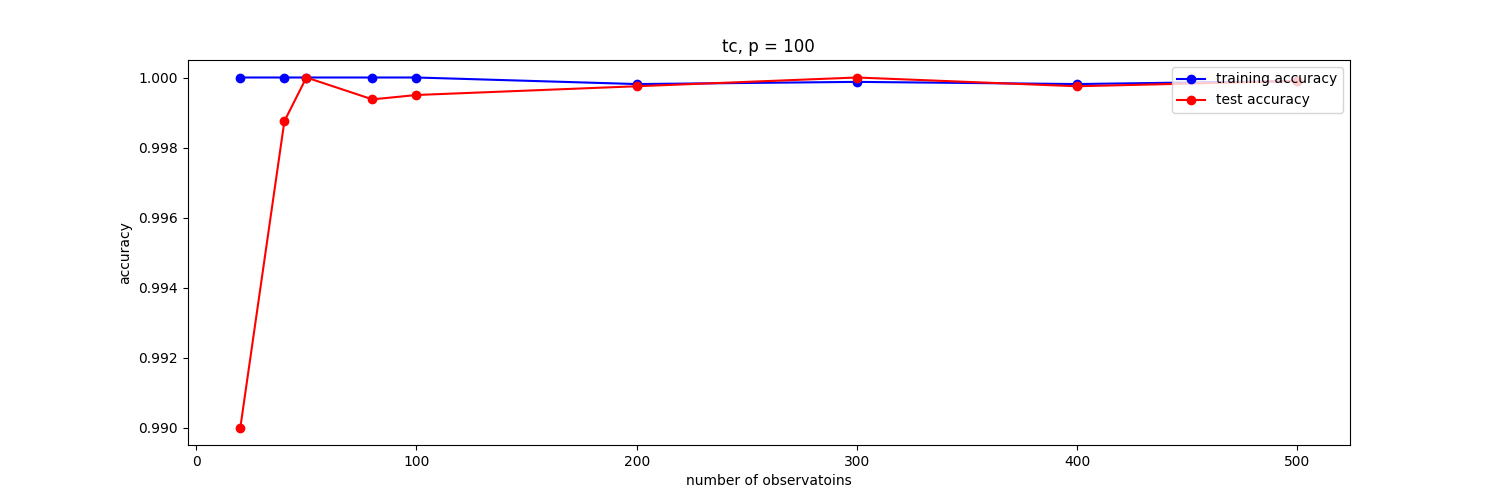 tc, p = 100
1.000
0.998
0.996
0.994
0.992
0.990
accuracy
training accuracy
test accuracy
0 100 200 300 400 500
number of observatoins